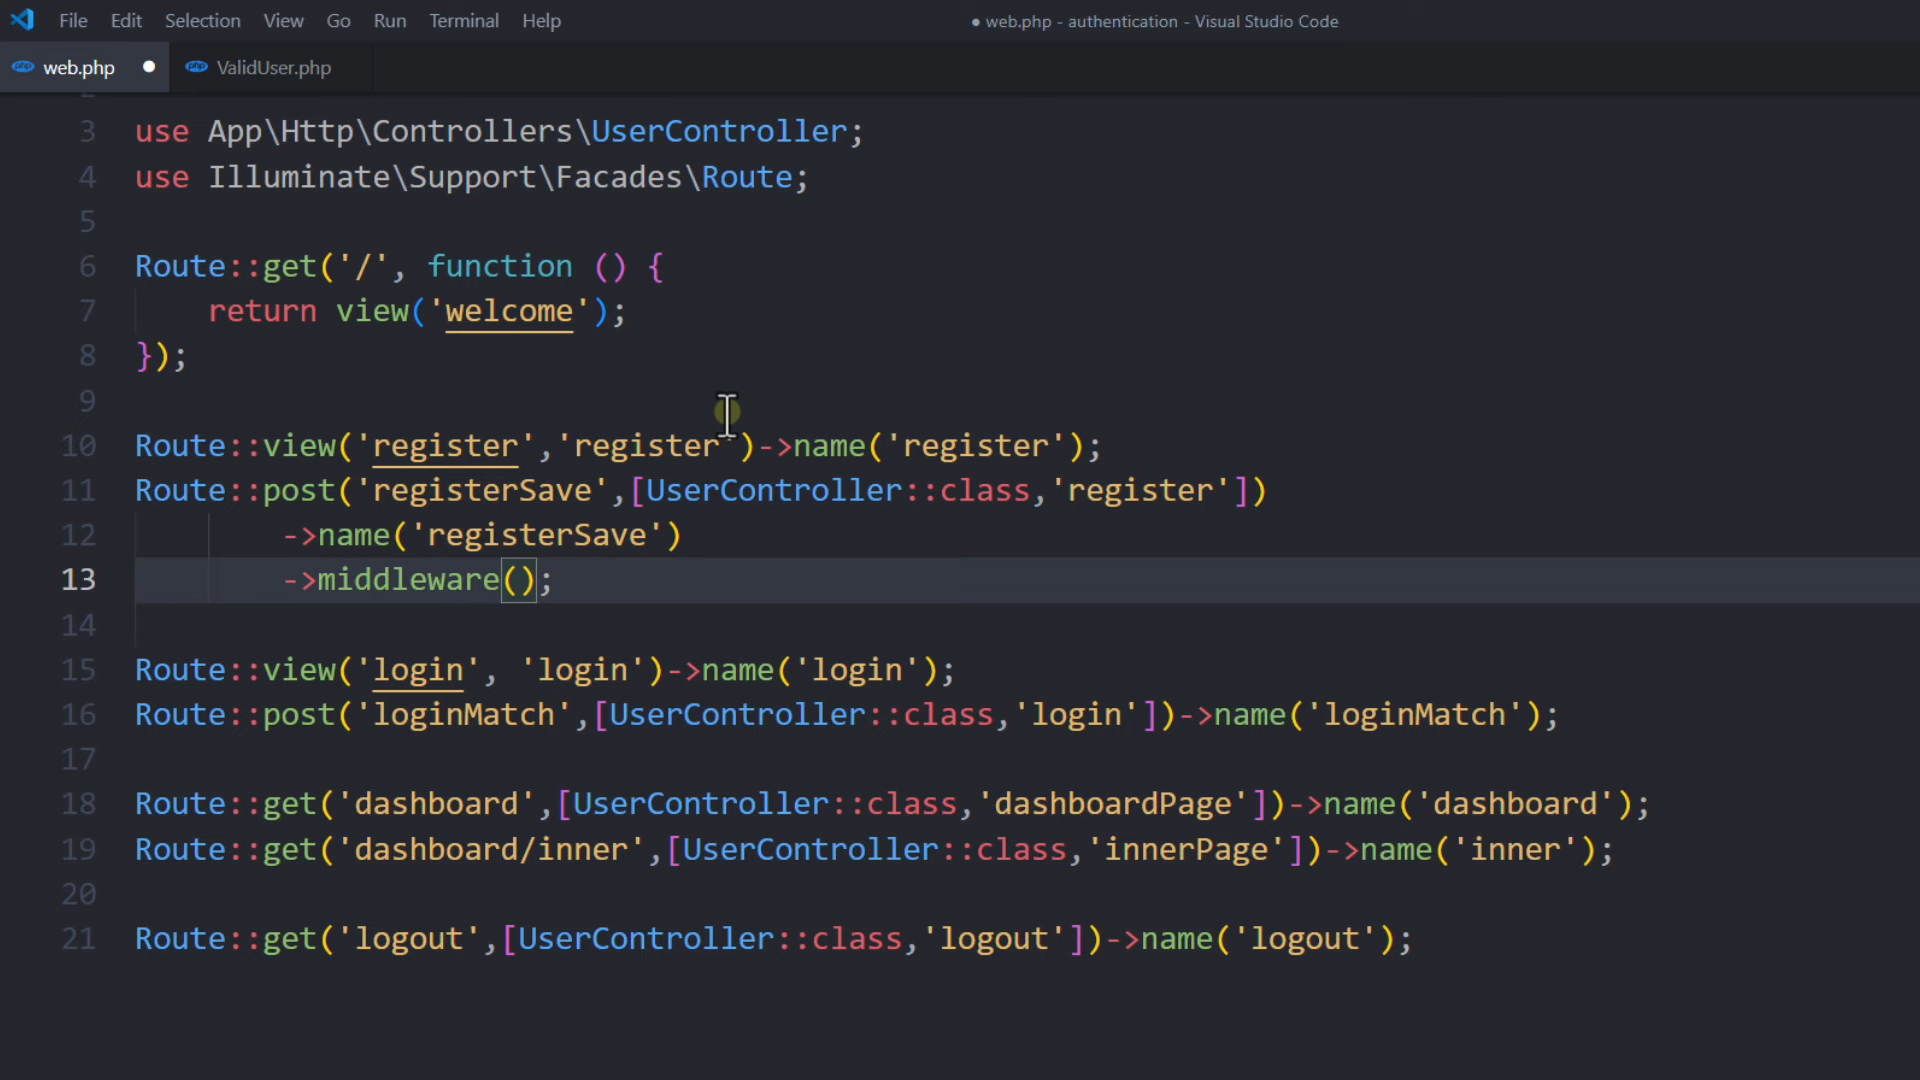 File Edit Selection View Go Run Terminal Help ● web.php - authentication - Visual Studio Code
php web.php ● php ValidUser.php
2
3 use App\Http\Controllers\UserController;
4 use Illuminate\Support\Facades\Route;
5
6 Route::get('/', function () {
7     return view('welcome');
8 });
9
10 Route::view('register','register')->name('register');
11 Route::post('registerSave',[UserController::class,'register'])
12         ->name('registerSave')
13         ->middleware();
14
15 Route::view('login', 'login')->name('login');
16 Route::post('loginMatch',[UserController::class,'login'])->name('loginMatch');
17
18 Route::get('dashboard',[UserController::class,'dashboardPage'])->name('dashboard');
19 Route::get('dashboard/inner',[UserController::class,'innerPage'])->name('inner');
20
21 Route::get('logout',[UserController::class,'logout'])->name('logout');